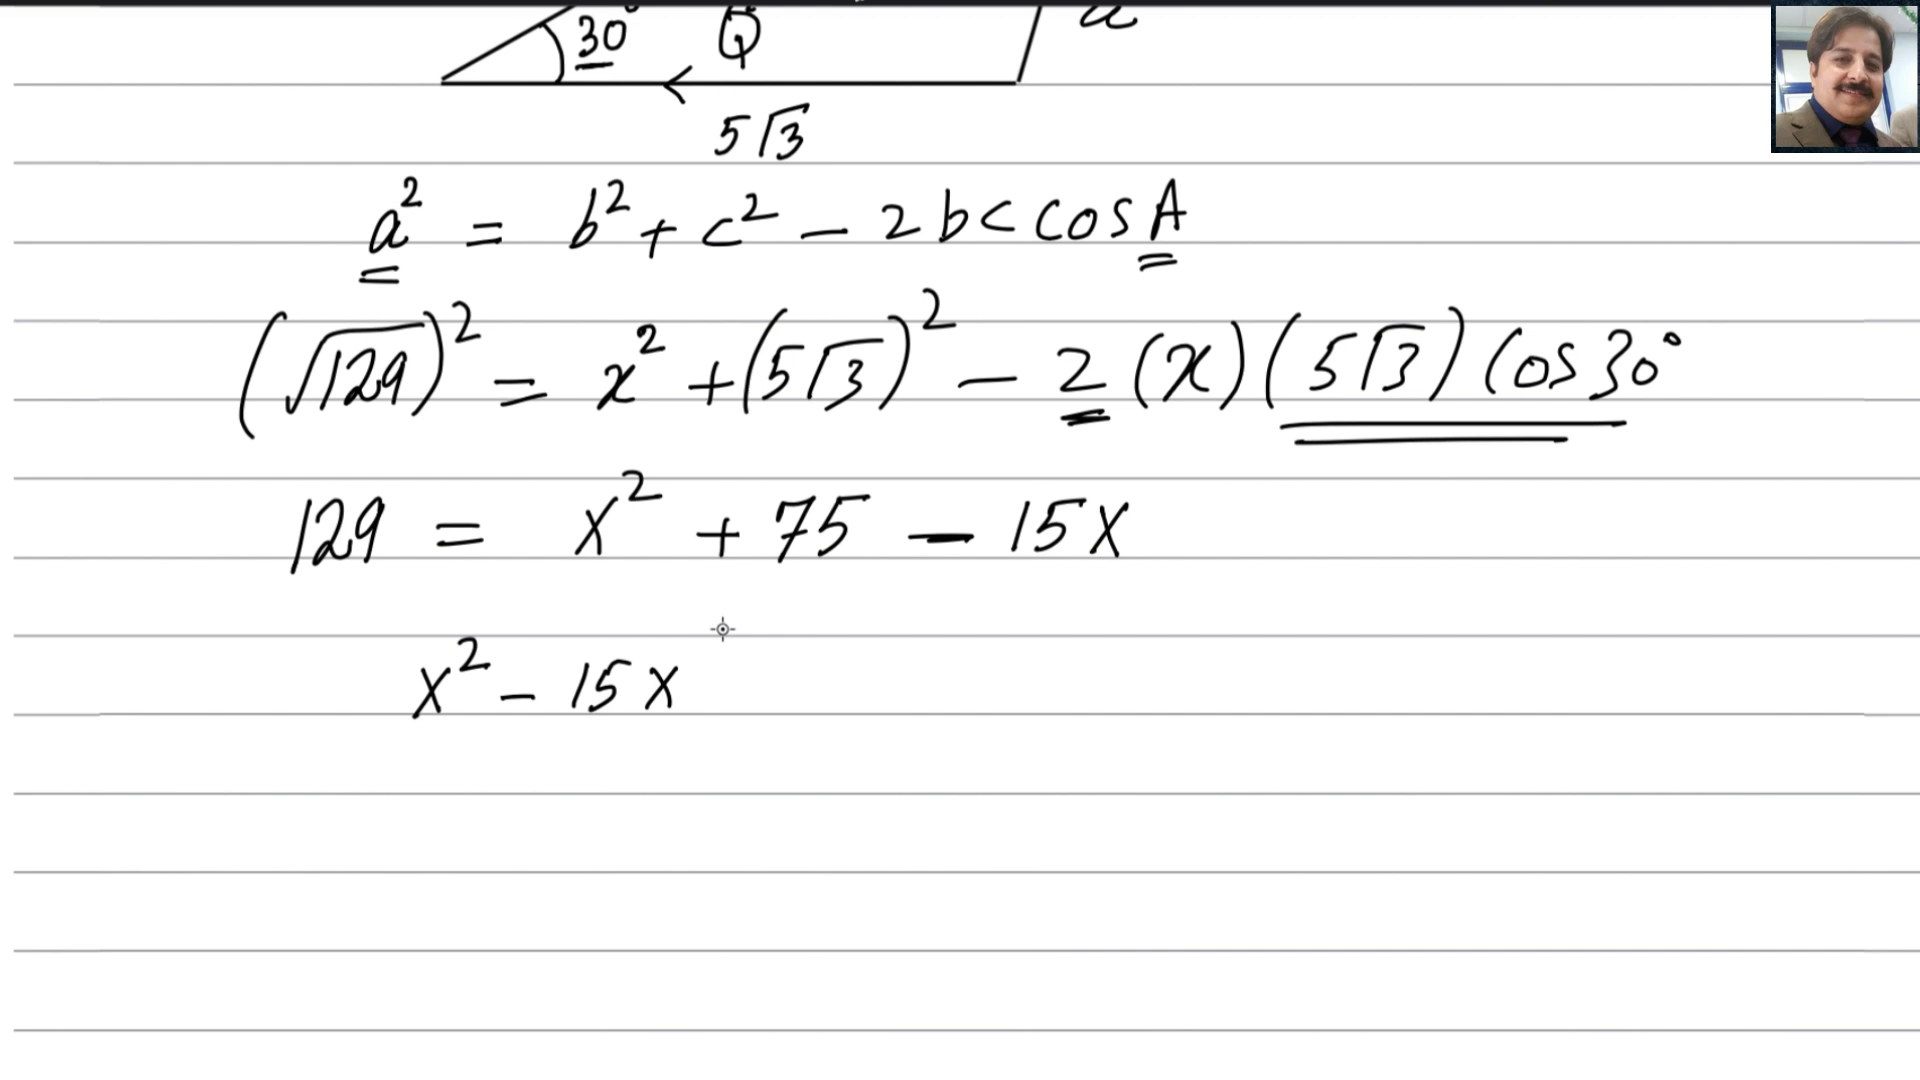 30° Q a
5√3
a² = b² + c² - 2bc cos A
(√129)² = x² + (5√3)² - 2(x)(5√3) Cos 30°
129 = x² + 75 - 15x
x² - 15x